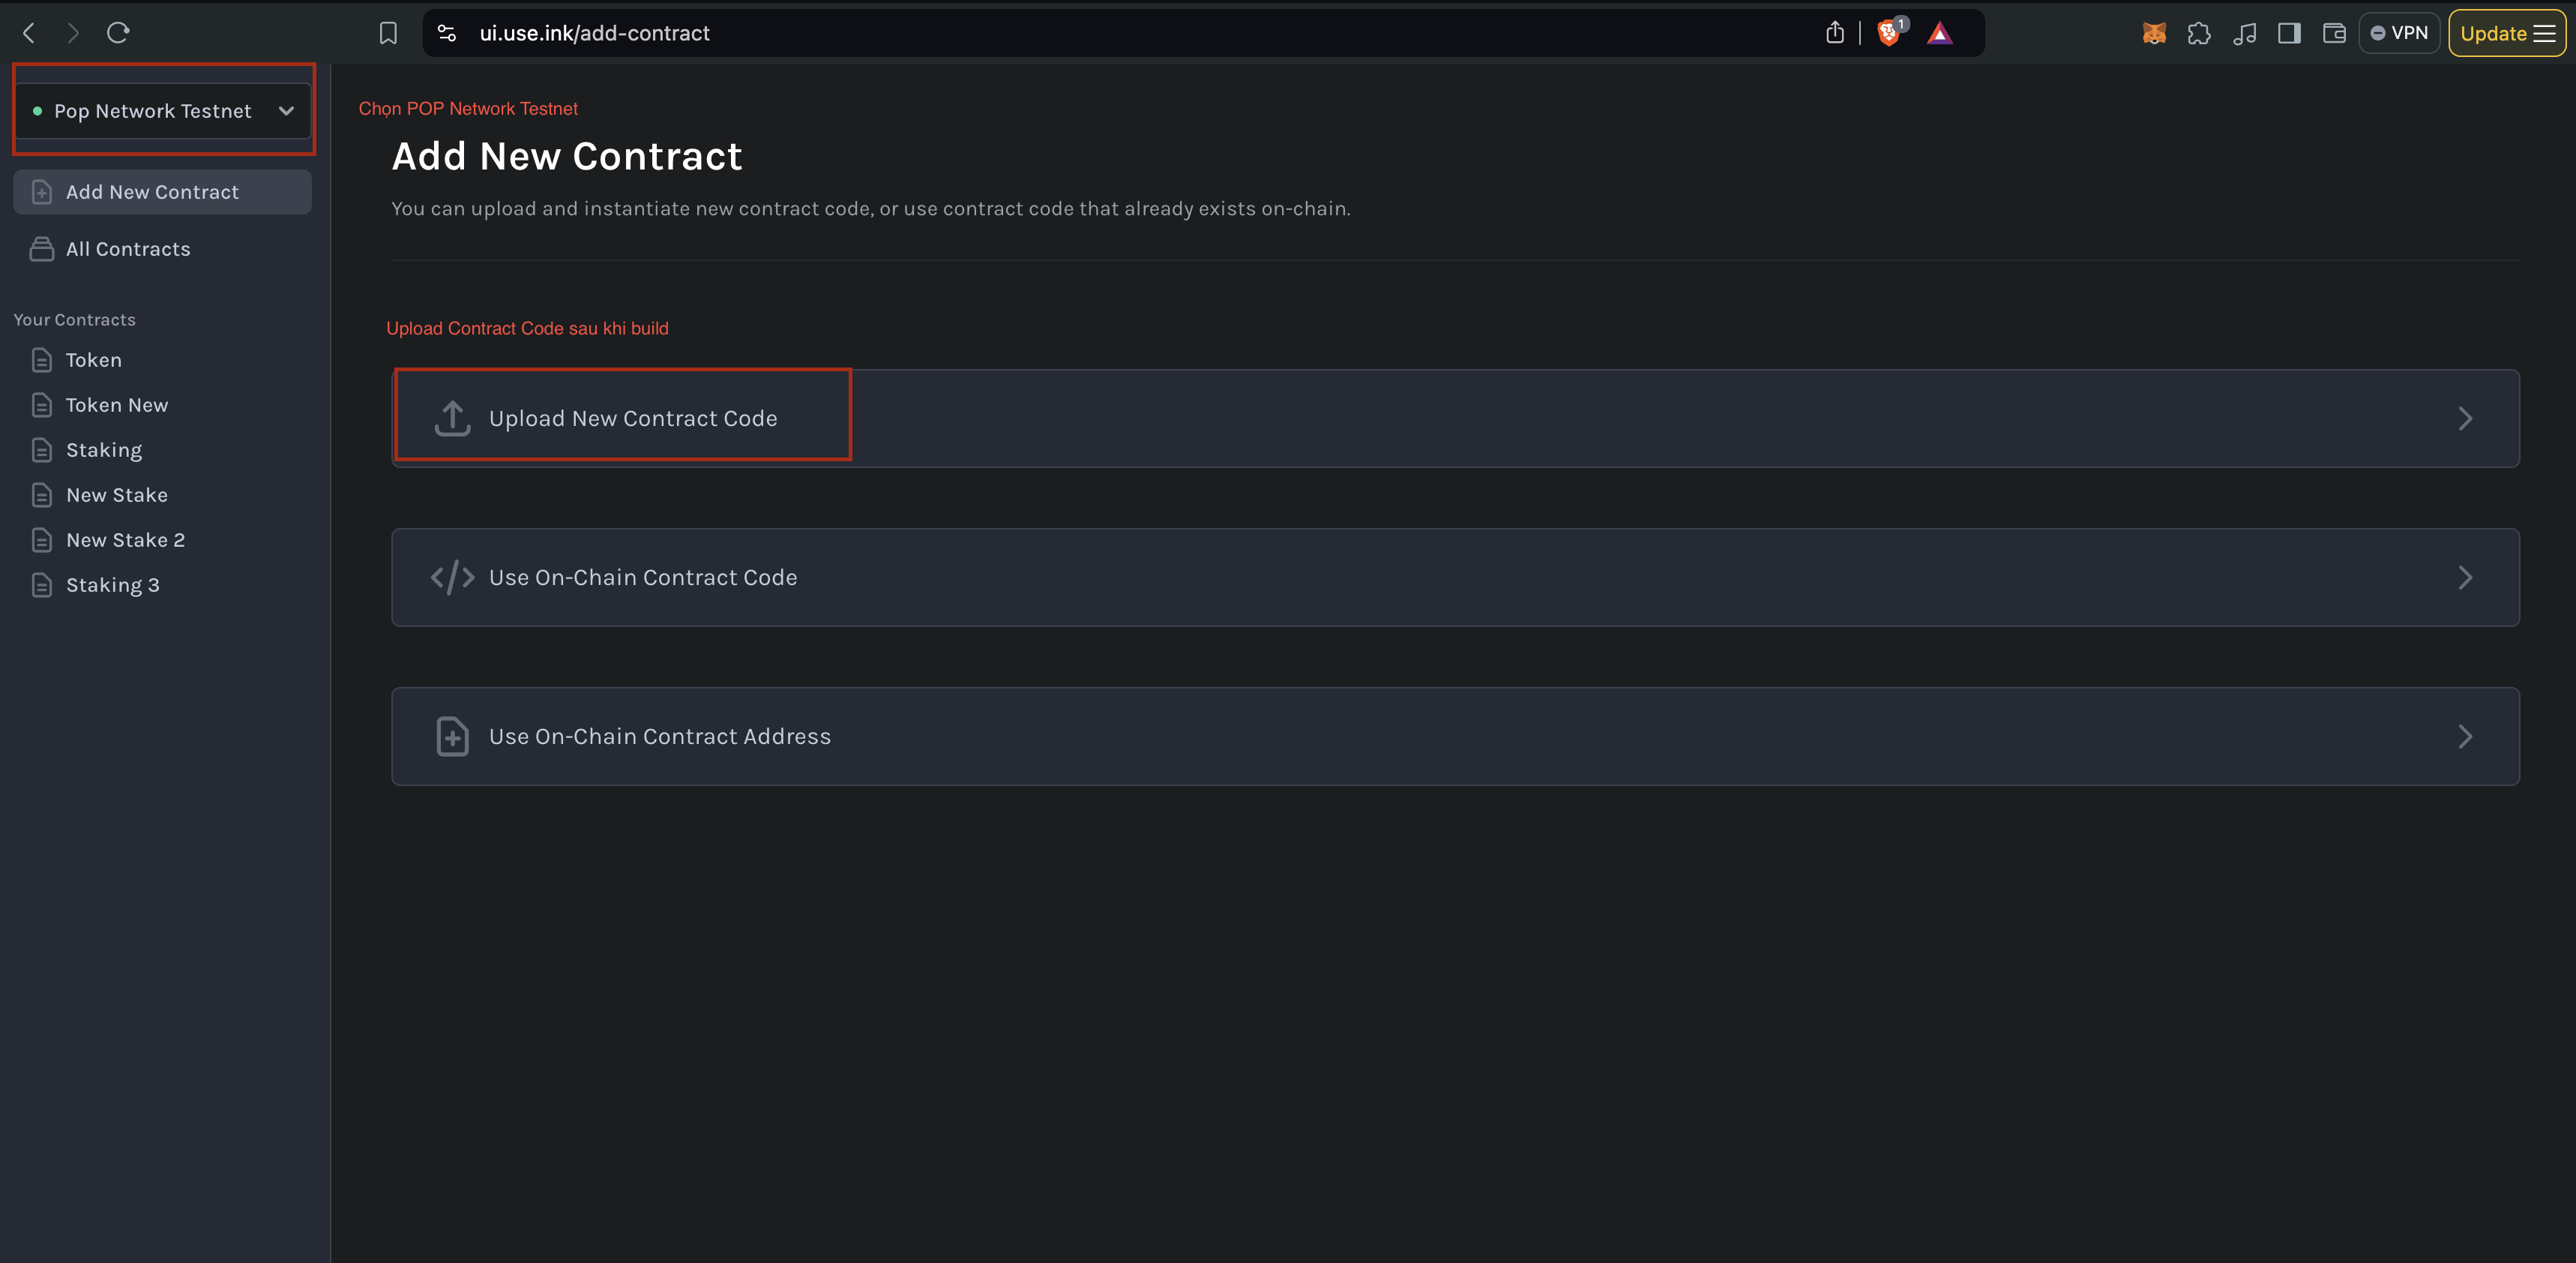 ui.use.ink/add-contract
1
VPN
Update
Pop Network Testnet
Chọn POP Network Testnet
Add New Contract
Add New Contract
You can upload and instantiate new contract code, or use contract code that already exists on-chain.
All Contracts
Your Contracts
Token
Token New
Staking
New Stake
New Stake 2
Staking 3
Upload Contract Code sau khi build
Upload New Contract Code
Use On-Chain Contract Code
Use On-Chain Contract Address